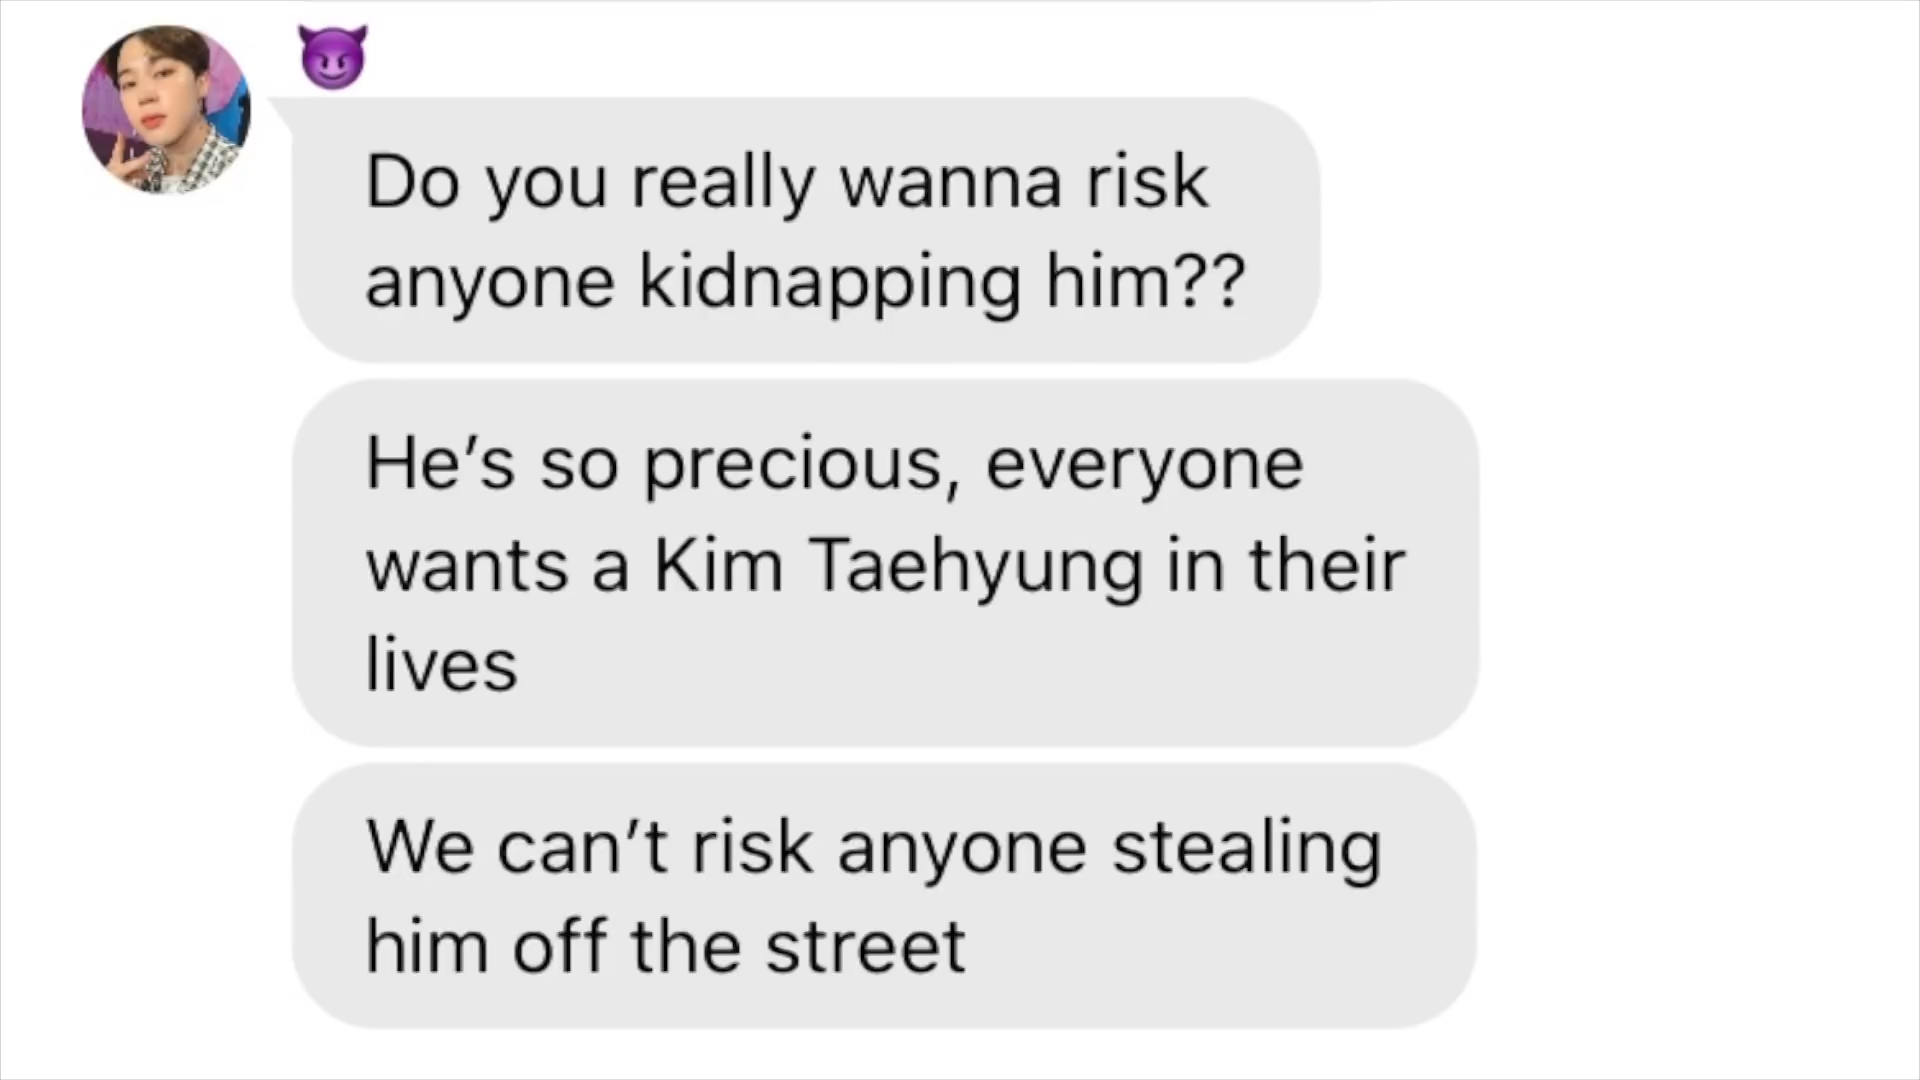 😈
Do you really wanna risk
anyone kidnapping him??
He’s so precious, everyone
wants a Kim Taehyung in their
lives
We can’t risk anyone stealing
him off the street